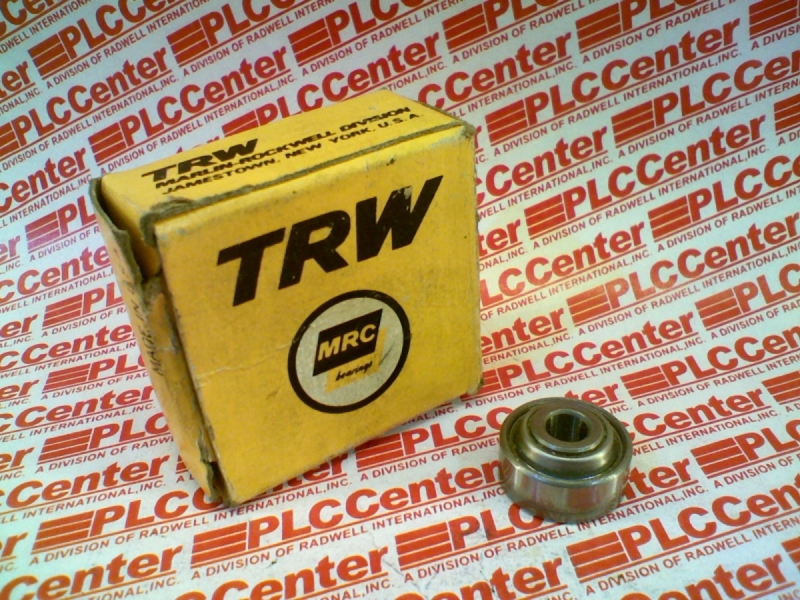 TRW
MARLIN-ROCKWELL DIVISION
JAMESTOWN, NEW YORK, U.S.A.
TRW
MRC
bearings
PLCCenter
A DIVISION OF RADWELL INTERNATIONAL, INC.